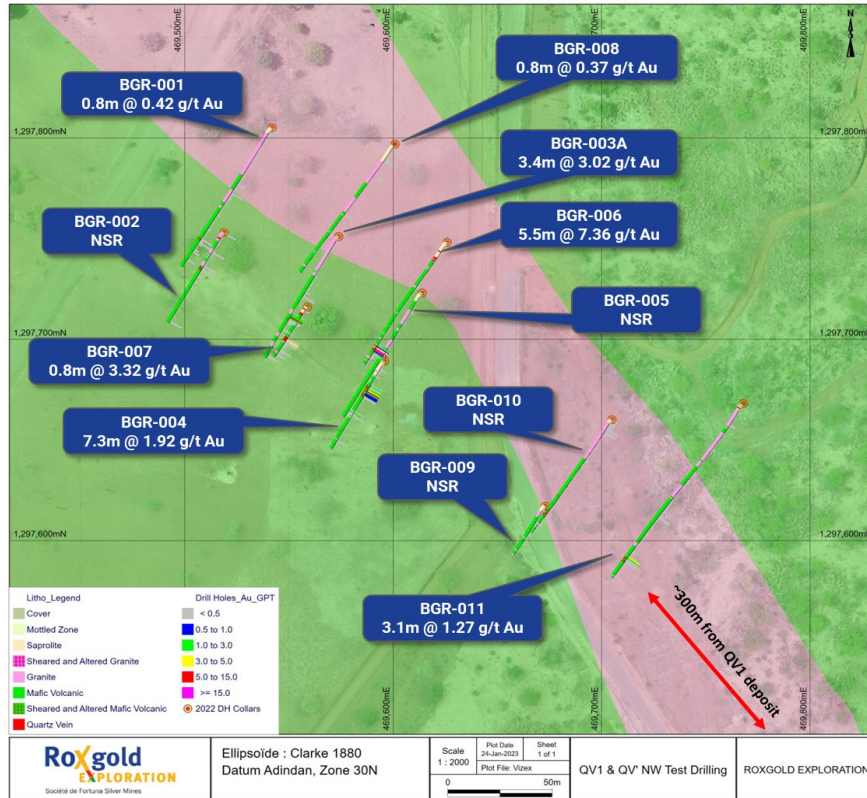 469,500mE
469,600mE
469,700mE
469,800mE
N
BGR-008
0.8m @ 0.37 g/t Au
BGR-001
0.8m @ 0.42 g/t Au
1,297,800mN
1,297,800mN
BGR-003A
3.4m @ 3.02 g/t Au
BGR-002
NSR
BGR-006
5.5m @ 7.36 g/t Au
BGR-005
NSR
1,297,700mN
1,297,700mN
BGR-007
0.8m @ 3.32 g/t Au
BGR-010
NSR
BGR-004
7.3m @ 1.92 g/t Au
BGR-009
NSR
1,297,600mN
1,297,600mN
BGR-011
3.1m @ 1.27 g/t Au
~300m from QV1 deposit
Litho_Legend
Cover
Mottled Zone
Saprolite
Sheared and Altered Granite
Granite
Mafic Volcanic
Sheared and Altered Mafic Volcanic
Quartz Vein
Drill Holes_Au_GPT
< 0.5
0.5 to 1.0
1.0 to 3.0
3.0 to 5.0
5.0 to 15.0
>= 15.0
2022 DH Collars
469,600mE
469,700mE
469,800mE
Roxgold
EXPLORATION
Société de Fortuna Silver Mines
Ellipsoïde : Clarke 1880
Datum Adindan, Zone 30N
Scale
1 : 2000
Plot Date
24-Jan-2023
Sheet
1 of 1
Plot File: Vizex
0 50m
QV1 & QV' NW Test Drilling
ROXGOLD EXPLORATION